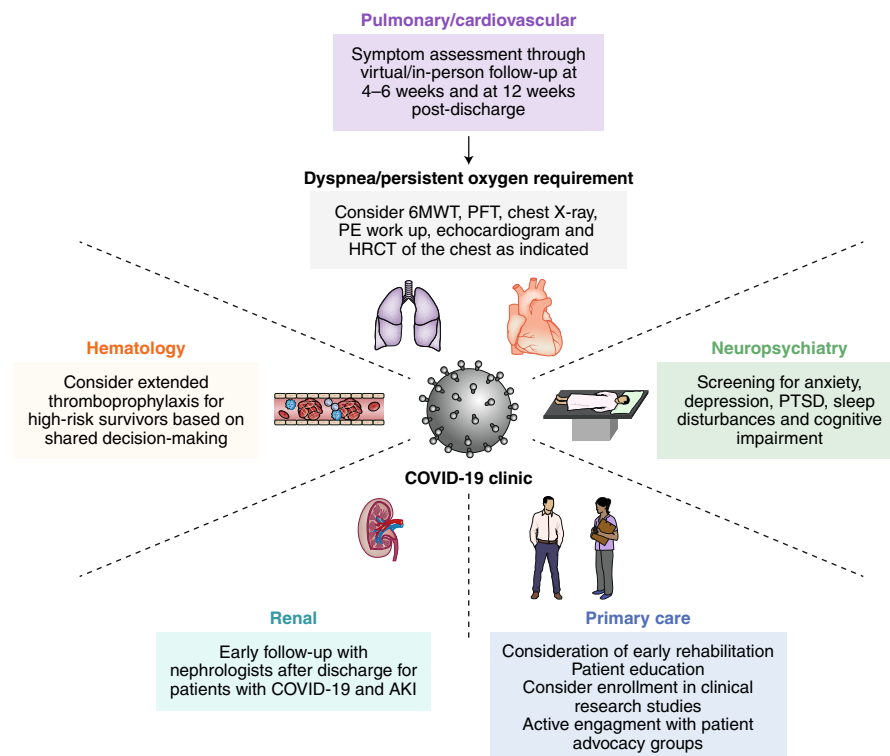 Pulmonary/cardiovascular
Symptom assessment through
virtual/in-person follow-up at
4–6 weeks and at 12 weeks
post-discharge
Dyspnea/persistent oxygen requirement
Consider 6MWT, PFT, chest X-ray,
PE work up, echocardiogram and
HRCT of the chest as indicated
Hematology
Consider extended
thromboprophylaxis for
high-risk survivors based on
shared decision-making
Neuropsychiatry
Screening for anxiety,
depression, PTSD, sleep
disturbances and cognitive
impairment
COVID-19 clinic
Renal
Early follow-up with
nephrologists after discharge for
patients with COVID-19 and AKI
Primary care
Consideration of early rehabilitation
Patient education
Consider enrollment in clinical
research studies
Active engagment with patient
advocacy groups